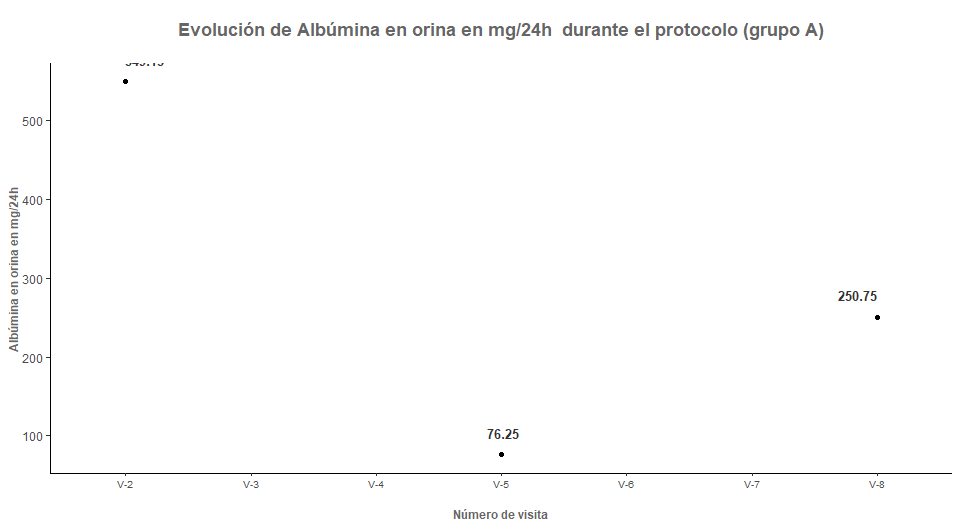 Evolución de Albúmina en orina en mg/24h  durante el protocolo (grupo A)
500
400
300
200
100
Albúmina en orina en mg/24h
250.75
76.25
V-2
V-3
V-4
V-5
V-6
V-7
V-8
Número de visita